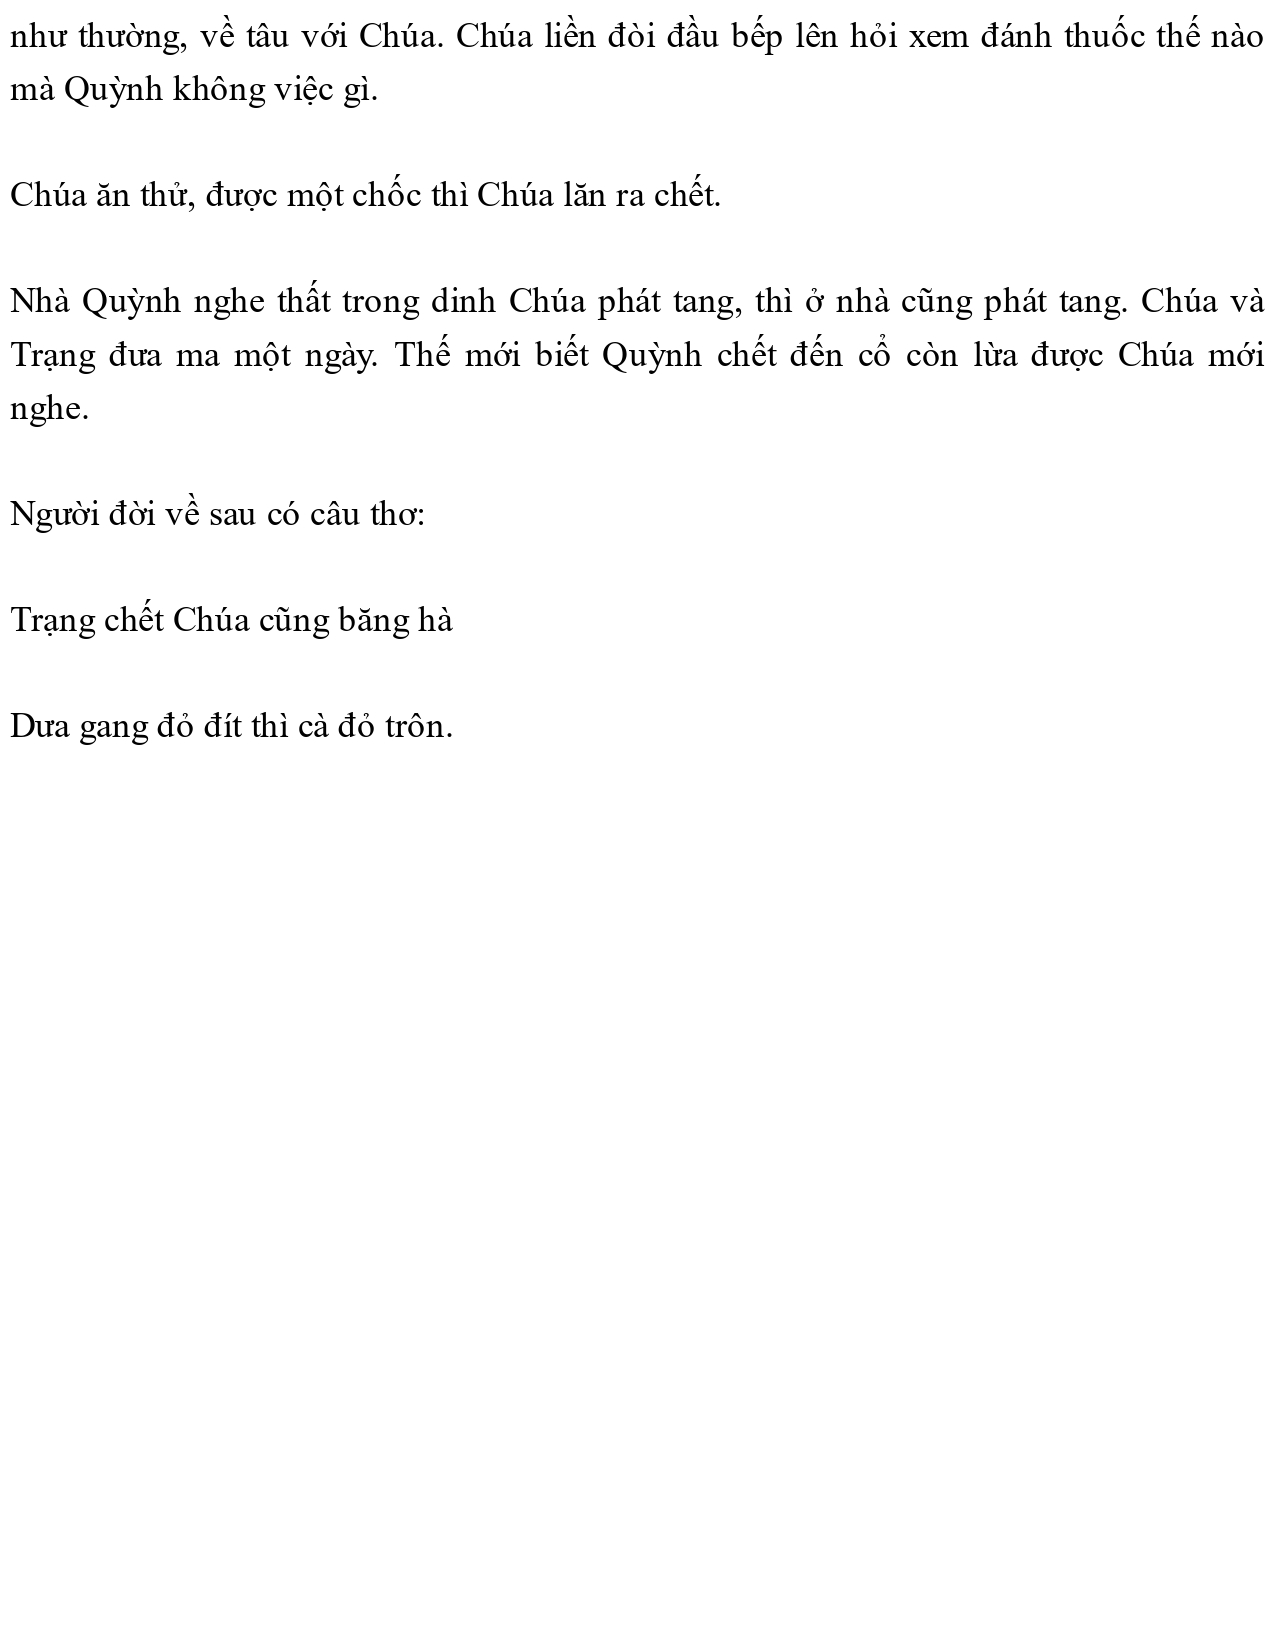 như thường, về tâu với Chúa. Chúa liền đòi đầu bếp lên hỏi xem đánh thuốc thế nào
mà Quỳnh không việc gì.
Chúa ăn thử, được một chốc thì Chúa lăn ra chết.
Nhà Quỳnh nghe thất trong dinh Chúa phát tang, thì ở nhà cũng phát tang. Chúa và
Trạng đưa ma một ngày. Thế mới biết Quỳnh chết đến cổ còn lừa được Chúa mới
nghe.
Người đời về sau có câu thơ:
Trạng chết Chúa cũng băng hà
Dưa gang đỏ đít thì cà đỏ trôn.